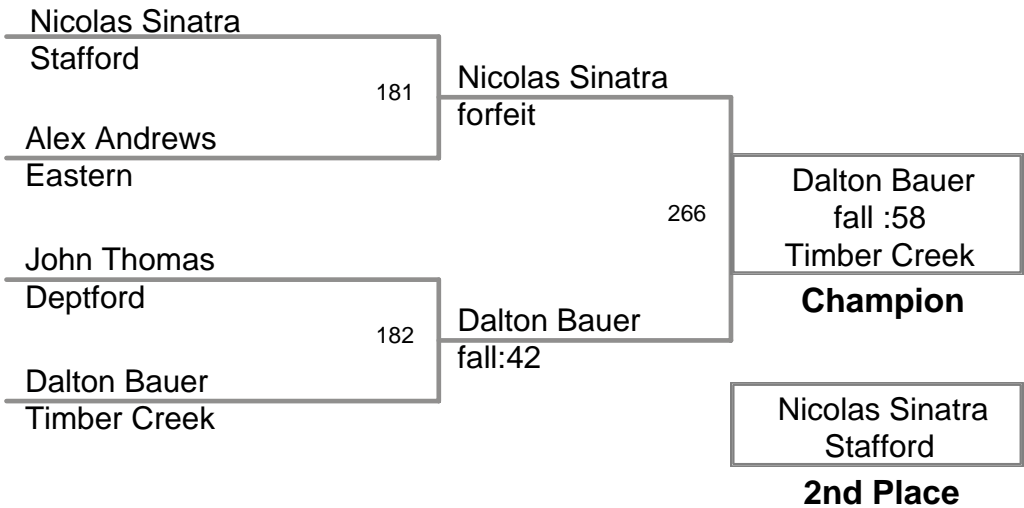 Nicolas Sinatra
Stafford
181
Alex Andrews
Eastern
Nicolas Sinatra
forfeit
John Thomas
Deptford
182
Dalton Bauer
Timber Creek
Dalton Bauer
fall:42
266
Dalton Bauer
fall :58
Timber Creek
Champion
Nicolas Sinatra
Stafford
2nd Place